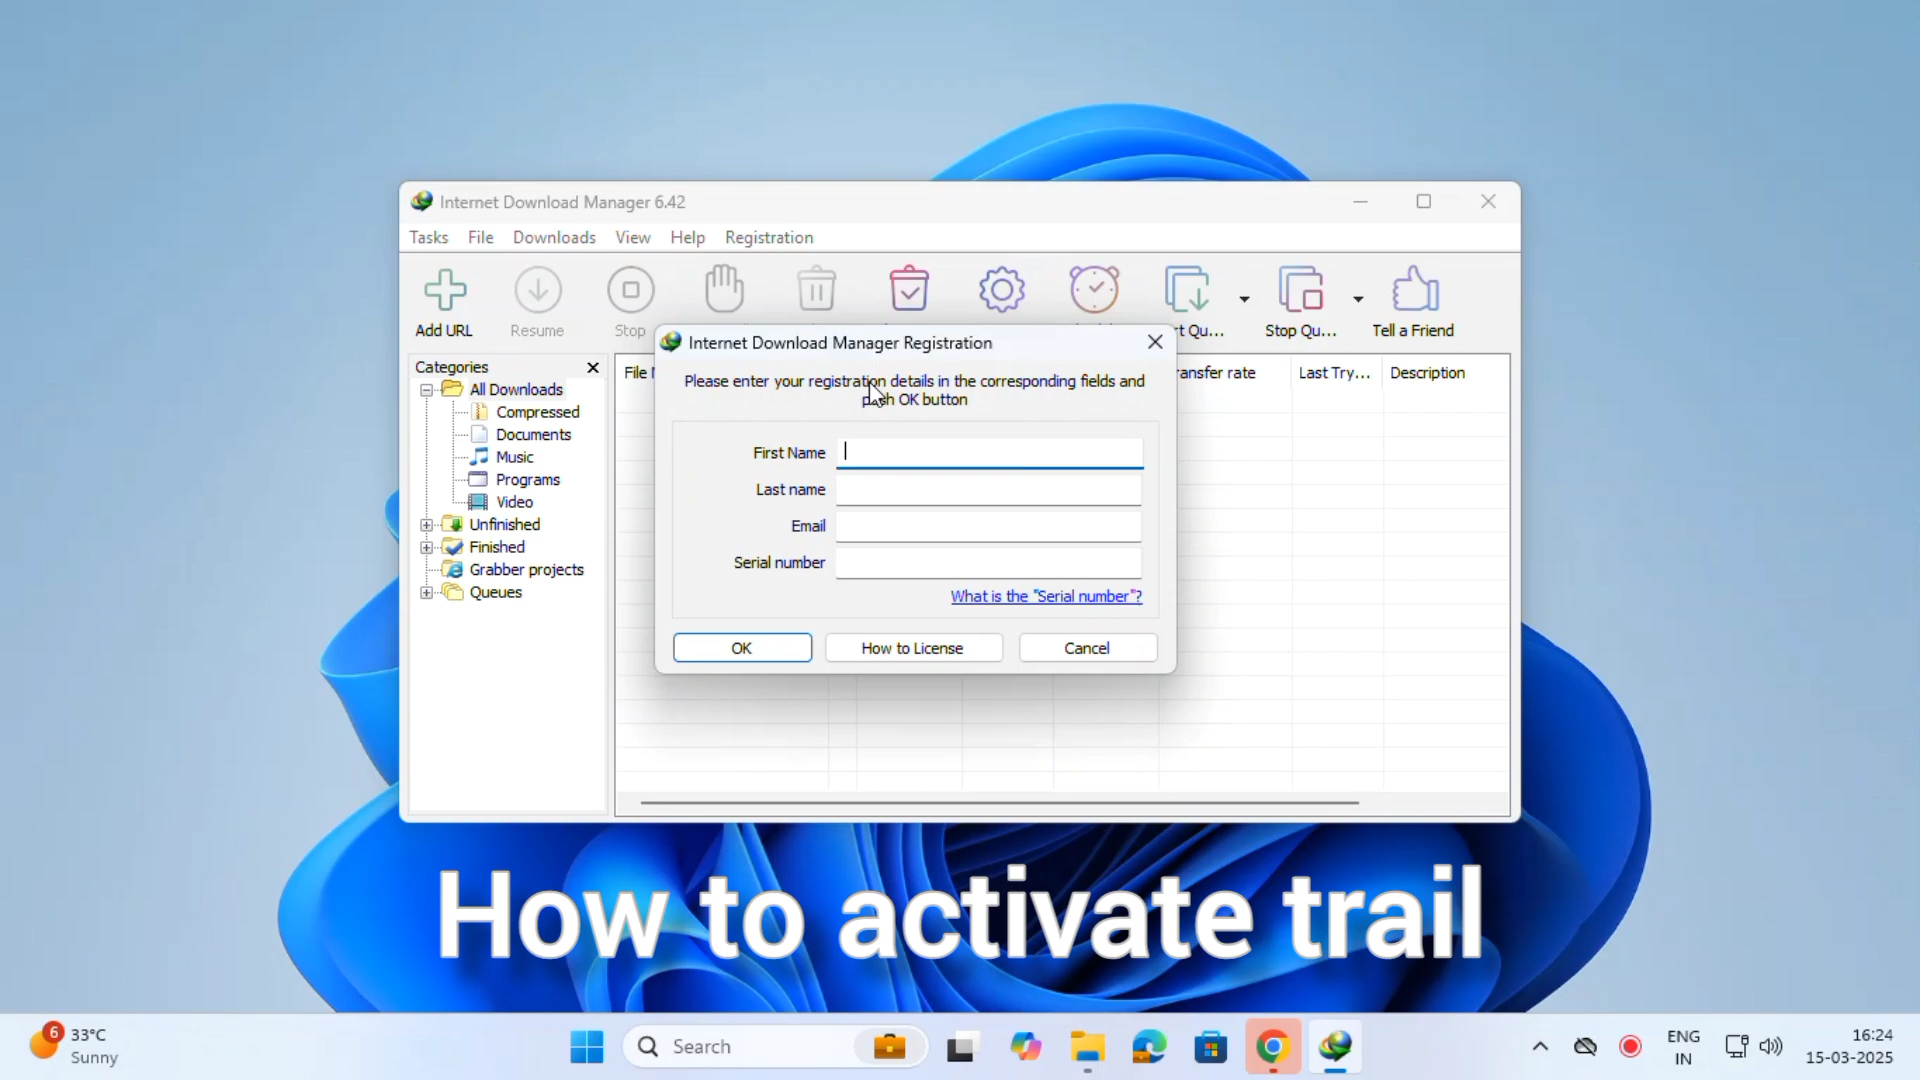 Internet Download Manager 6.42
Tasks File Downloads View Help Registration
Add URL Resume Stop Qu... Stop Qu... Tell a Friend
Internet Download Manager Registration
Please enter your registration details in the corresponding fields and
push OK button
First Name
Last name
Email
Serial number
What is the "Serial number"?
OK How to License Cancel
Categories
All Downloads
Compressed
Documents
Music
Programs
Video
Unfinished
Finished
Grabber projects
Queues
File Last Try... Description
rate
How to activate trail
6
33°C
Sunny
Search
ENG
IN
16:24
15-03-2025